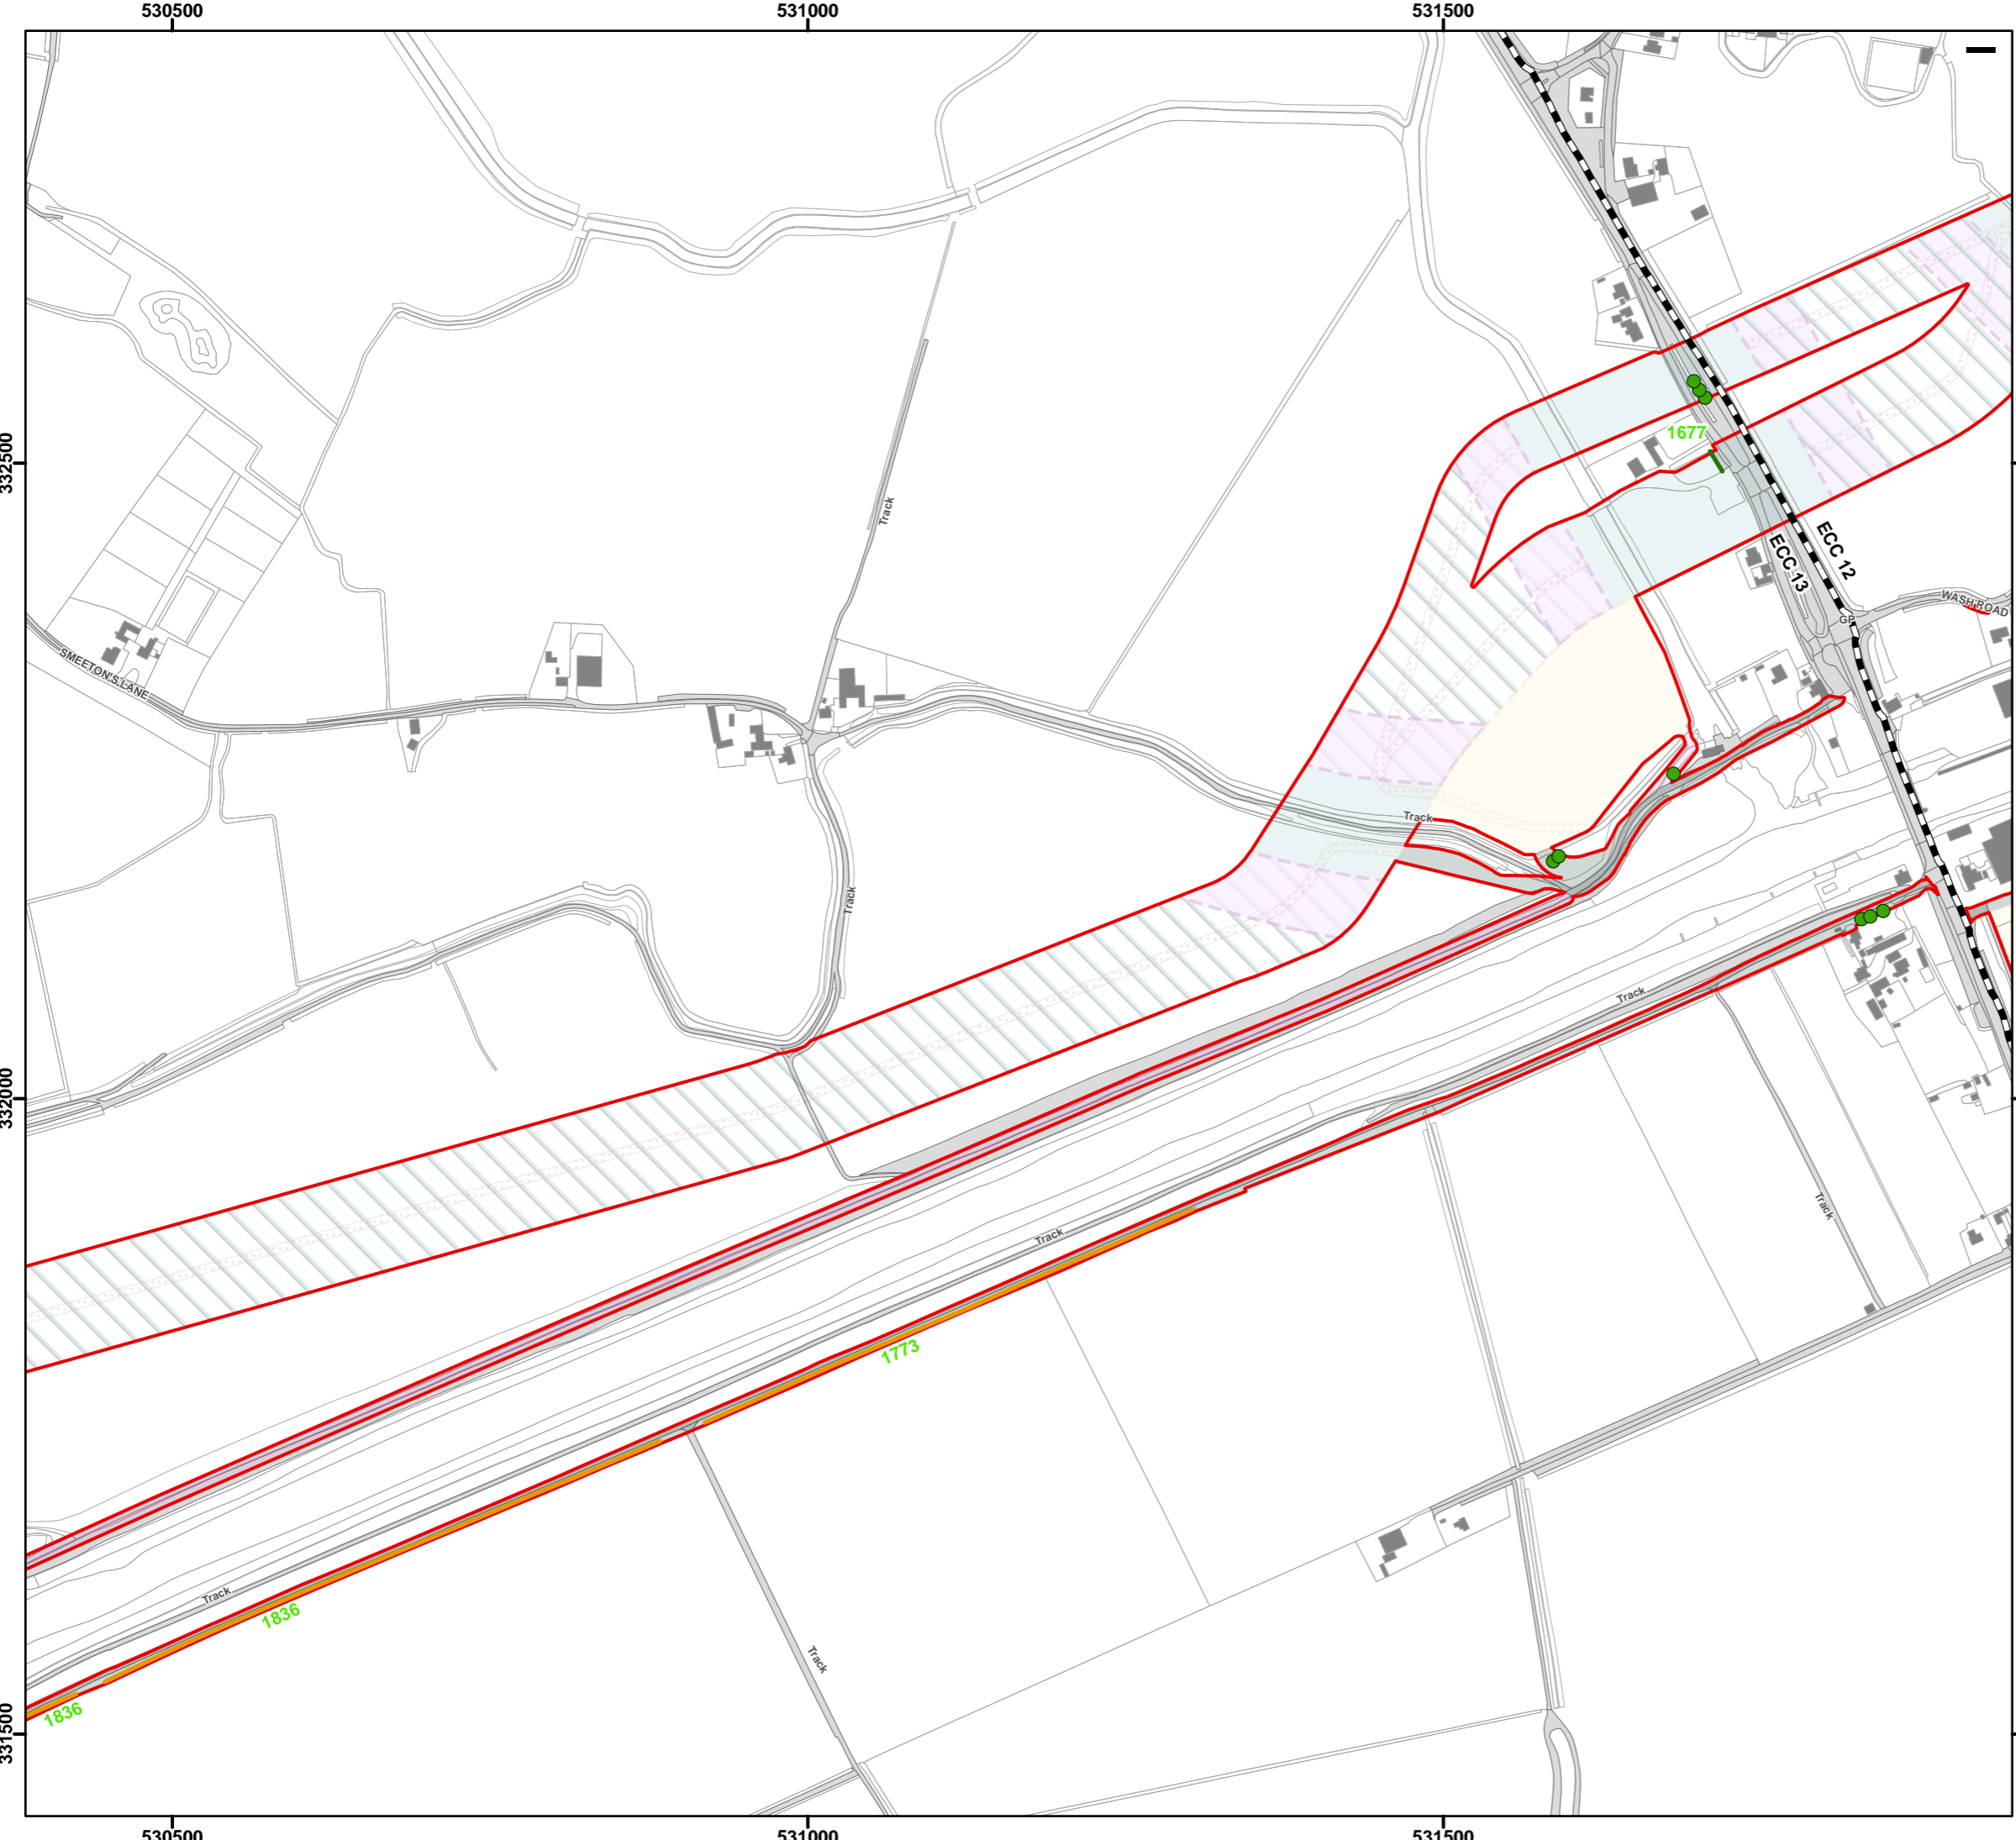 530500
531000
531500
332500
332000
331500
1677
Track
ECC 12
ECC 13
WASH ROAD
GP
SMEETON'S LANE
Track
Track
Track
Track
Track
1773
Track
1836
Track
1836
530500
531000
531500